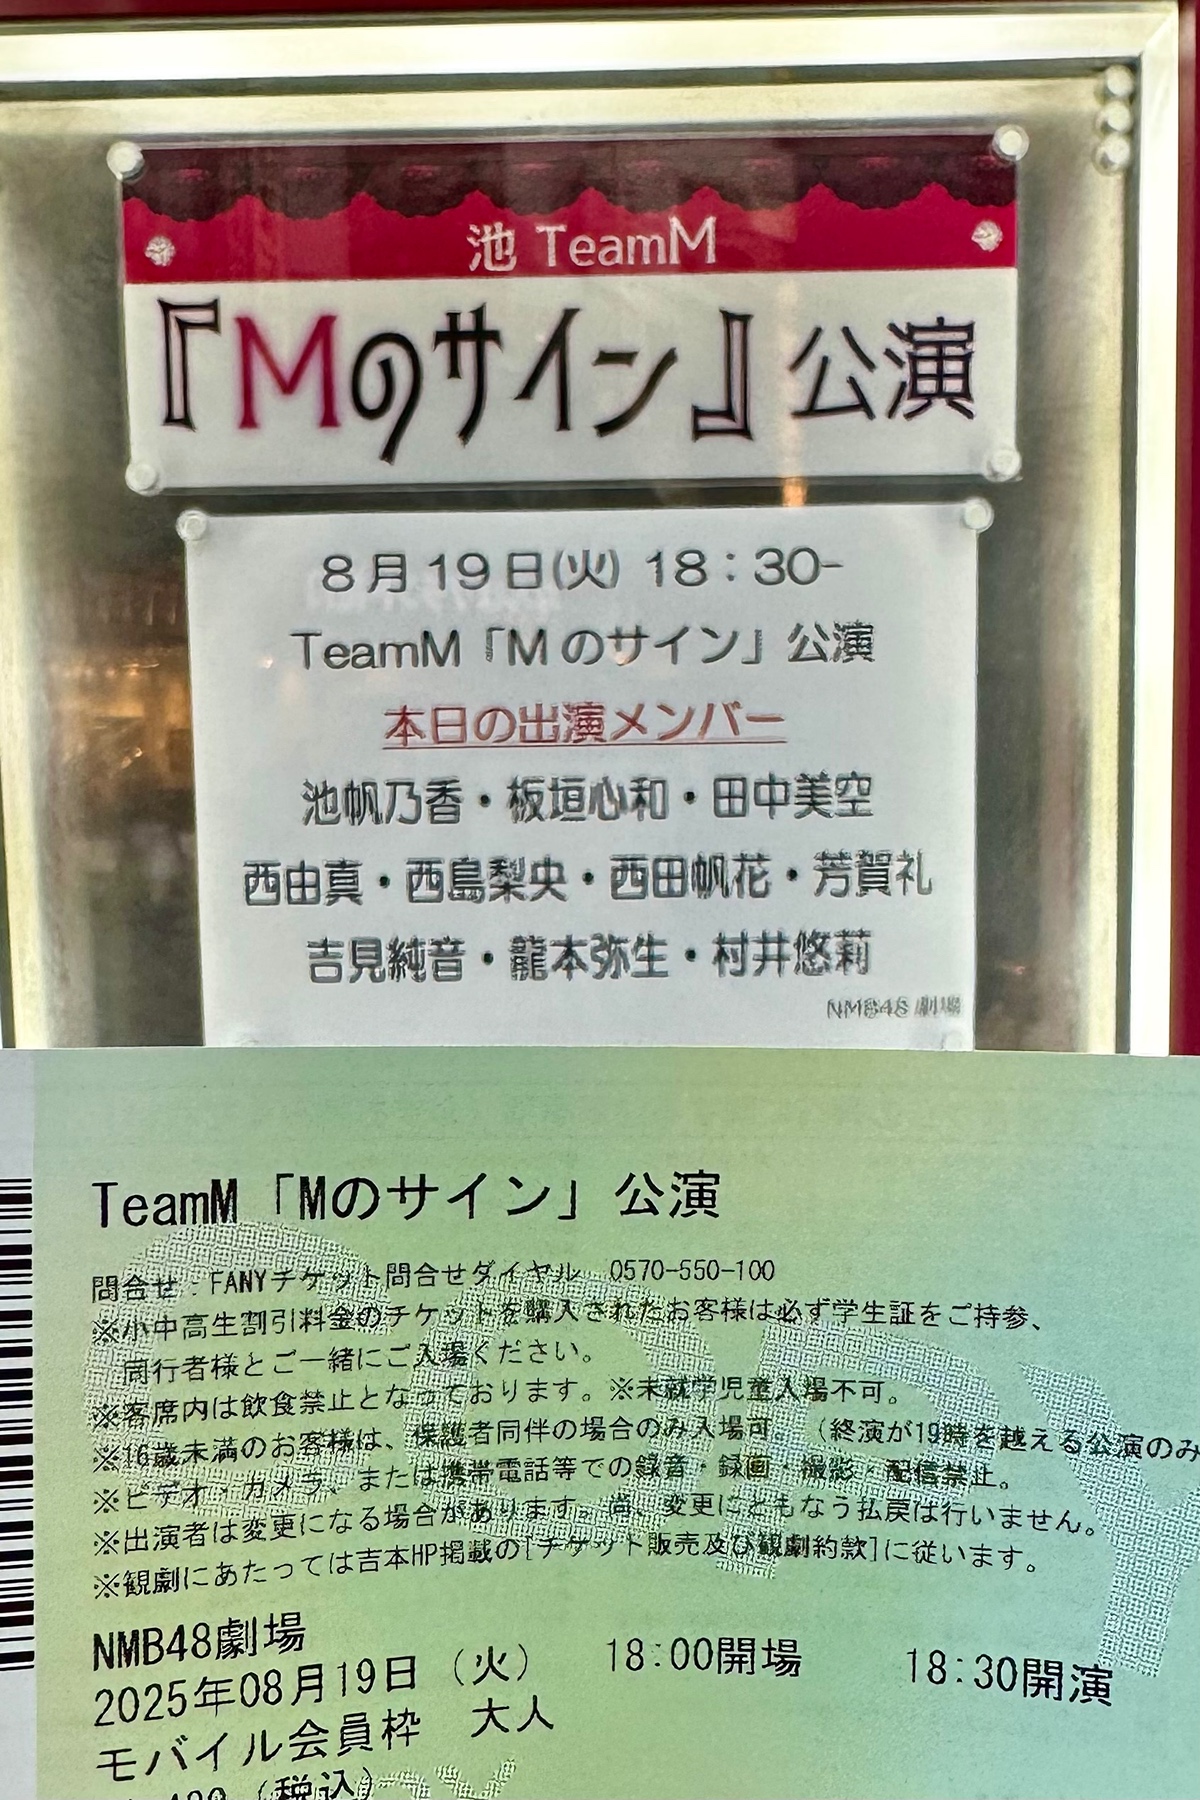 池 TeamM
『Mのサイン』公演
8月19日(火) 18：30-
TeamM「Mのサイン」公演
本日の出演メンバー
池帆乃香・板垣心和・田中美空
西由真・西島梨央・西田帆花・芳賀礼
吉見純音・龍本弥生・村井悠莉
NMB48劇場
TeamM「Mのサイン」公演
問合せ：FANYチケット問合せダイヤル 0570-550-100
※小中高生割引料金のチケットを購入されたお客様は必ず学生証をご持参、
同行者様とご一緒にご入場ください。
※客席内は飲食禁止となっております。※未就学児童入場不可。
※16歳未満のお客様は、保護者同伴の場合のみ入場可。（終演が19時を越える公演のみ
※ビデオ・カメラ、または携帯電話等での録音・録画・撮影・配信禁止。
※出演者は変更になる場合があります。尚、変更にともなう払戻は行いません。
※観劇にあたっては吉本HP掲載の[チケット販売及び観劇約款]に従います。
NMB48劇場
2025年08月19日（火） 18:00開場 18:30開演
モバイル会員枠 大人
（税込）
COPY